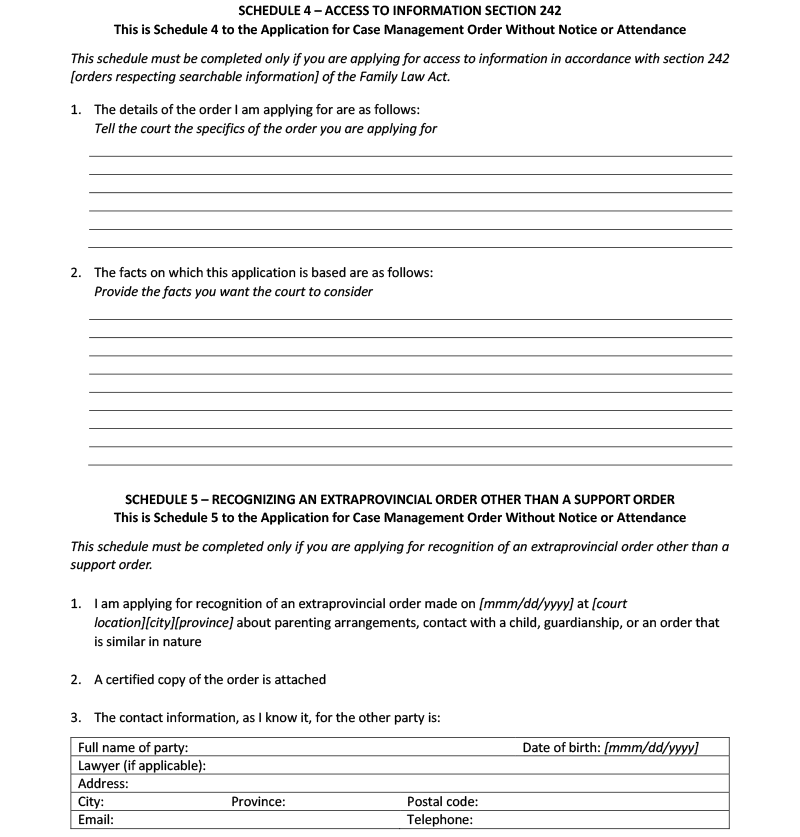 SCHEDULE 4 – ACCESS TO INFORMATION SECTION 242
This is Schedule 4 to the Application for Case Management Order Without Notice or Attendance
This schedule must be completed only if you are applying for access to information in accordance with section 242
[orders respecting searchable information] of the Family Law Act.
1. The details of the order I am applying for are as follows:
Tell the court the specifics of the order you are applying for
2. The facts on which this application is based are as follows:
Provide the facts you want the court to consider
SCHEDULE 5 – RECOGNIZING AN EXTRAPROVINCIAL ORDER OTHER THAN A SUPPORT ORDER
This is Schedule 5 to the Application for Case Management Order Without Notice or Attendance
This schedule must be completed only if you are applying for recognition of an extraprovincial order other than a
support order.
1. I am applying for recognition of an extraprovincial order made on [mmm/dd/yyyy] at [court
location][city][province] about parenting arrangements, contact with a child, guardianship, or an order that
is similar in nature
2. A certified copy of the order is attached
3. The contact information, as I know it, for the other party is:
Full name of party: Date of birth: [mmm/dd/yyyy]
Lawyer (if applicable):
Address:
City: Province: Postal code:
Email: Telephone: